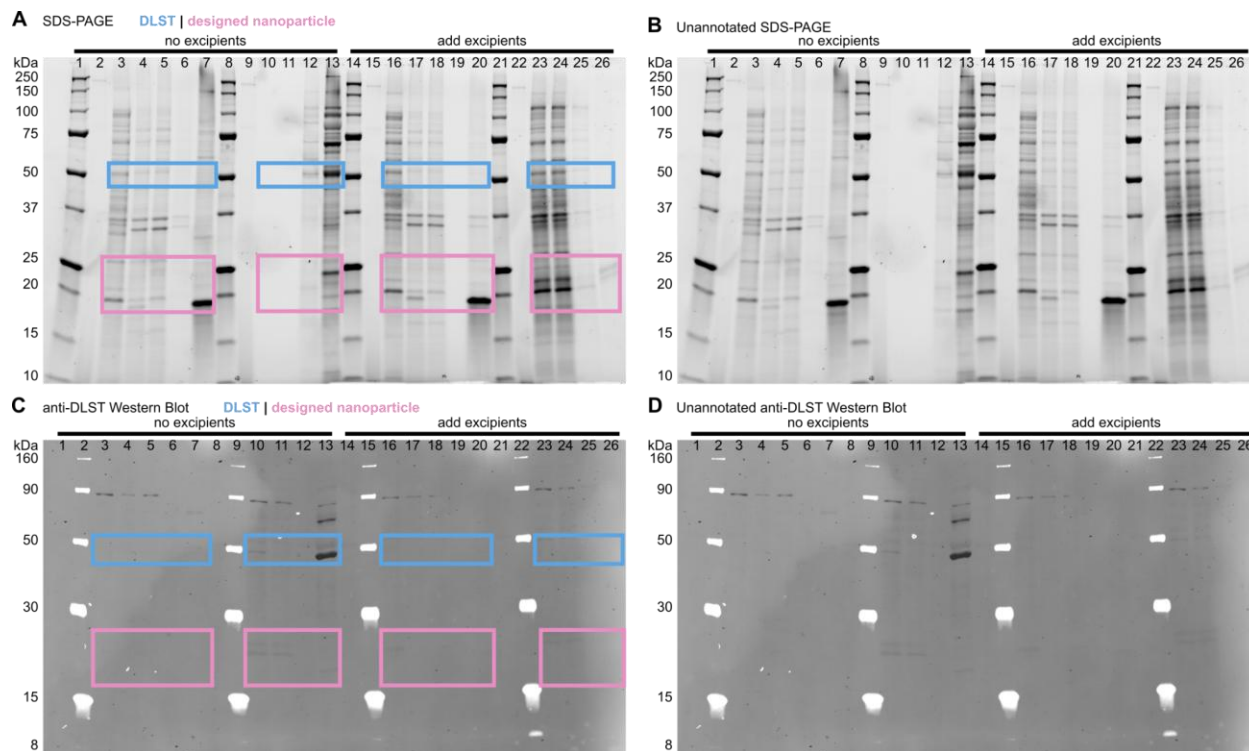 A SDS-PAGE DLST | designed nanoparticle
no excipients add excipients
kDa 1 2 3 4 5 6 7 8 9 10 11 12 13 14 15 16 17 18 19 20 21 22 23 24 25 26
250
150
100
75
50
37
25
20
15
10
B Unannotated SDS-PAGE
no excipients add excipients
kDa 1 2 3 4 5 6 7 8 9 10 11 12 13 14 15 16 17 18 19 20 21 22 23 24 25 26
250
150
100
75
50
37
25
20
15
10
C anti-DLST Western Blot DLST | designed nanoparticle
no excipients add excipients
kDa 1 2 3 4 5 6 7 8 9 10 11 12 13 14 15 16 17 18 19 20 21 22 23 24 25 26
160
90
50
30
15
8
D Unannotated anti-DLST Western Blot
no excipients add excipients
kDa 1 2 3 4 5 6 7 8 9 10 11 12 13 14 15 16 17 18 19 20 21 22 23 24 25 26
160
90
50
30
15
8